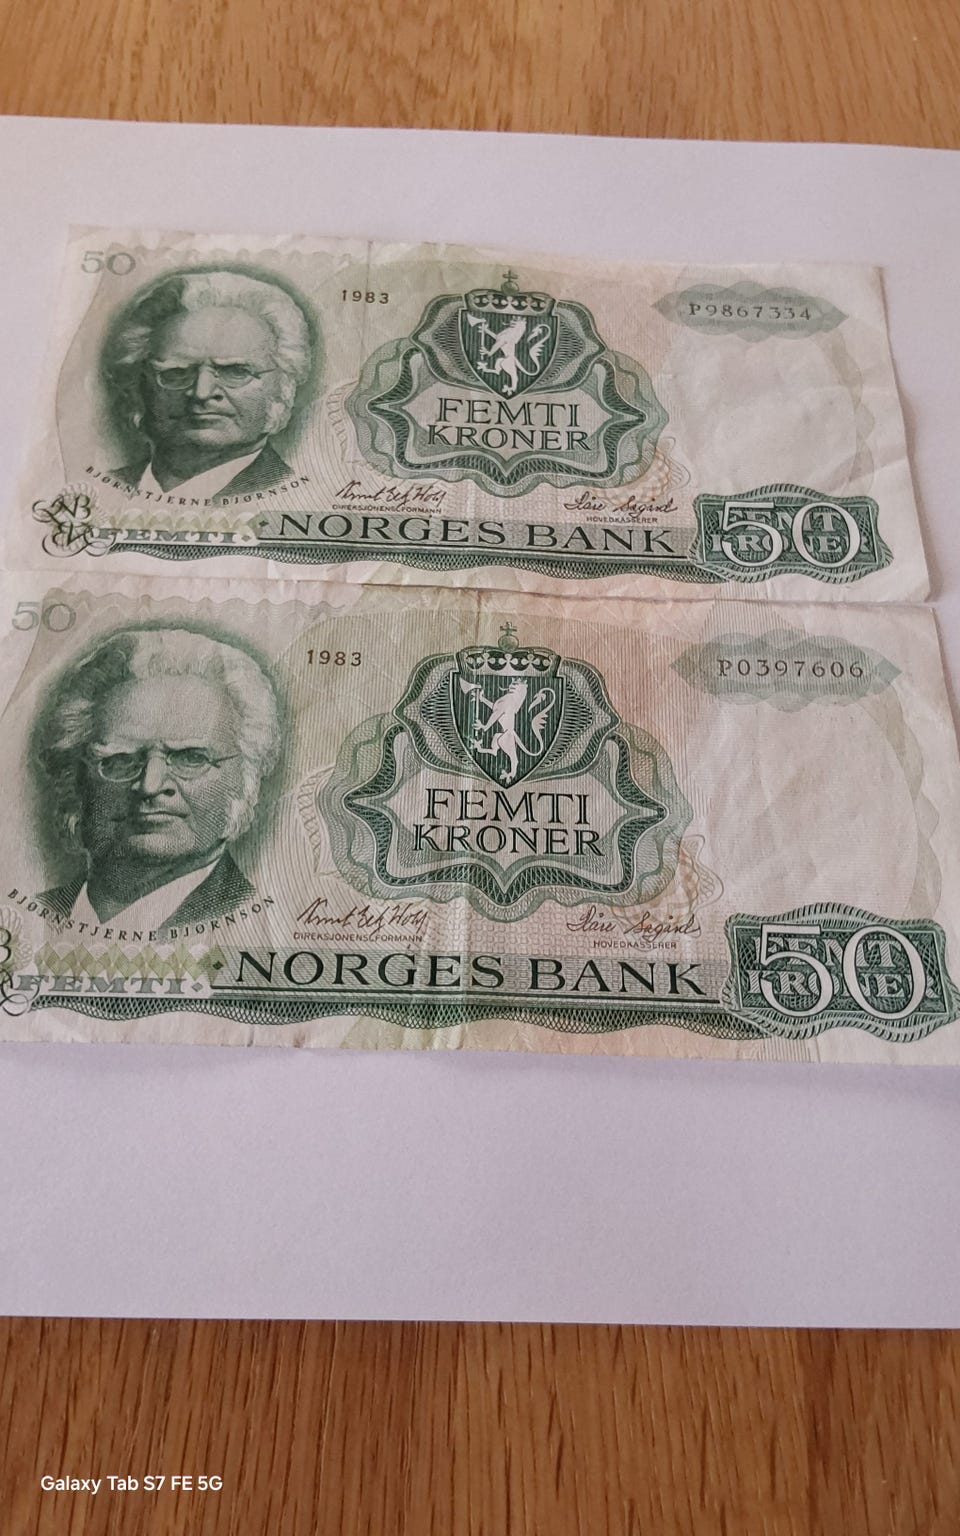 50
1983
P9867334
FEMTI
KRONER
BJØRNSTJERNE BJØRNSON
DIREKSJONENS FORMANN
HOVEDKASSERER
FEMTI
NORGES BANK
50
50
1983
P0397606
FEMTI
KRONER
BJØRNSTJERNE BJØRNSON
DIREKSJONENS FORMANN
HOVEDKASSERER
FEMTI
NORGES BANK
50
Galaxy Tab S7 FE 5G